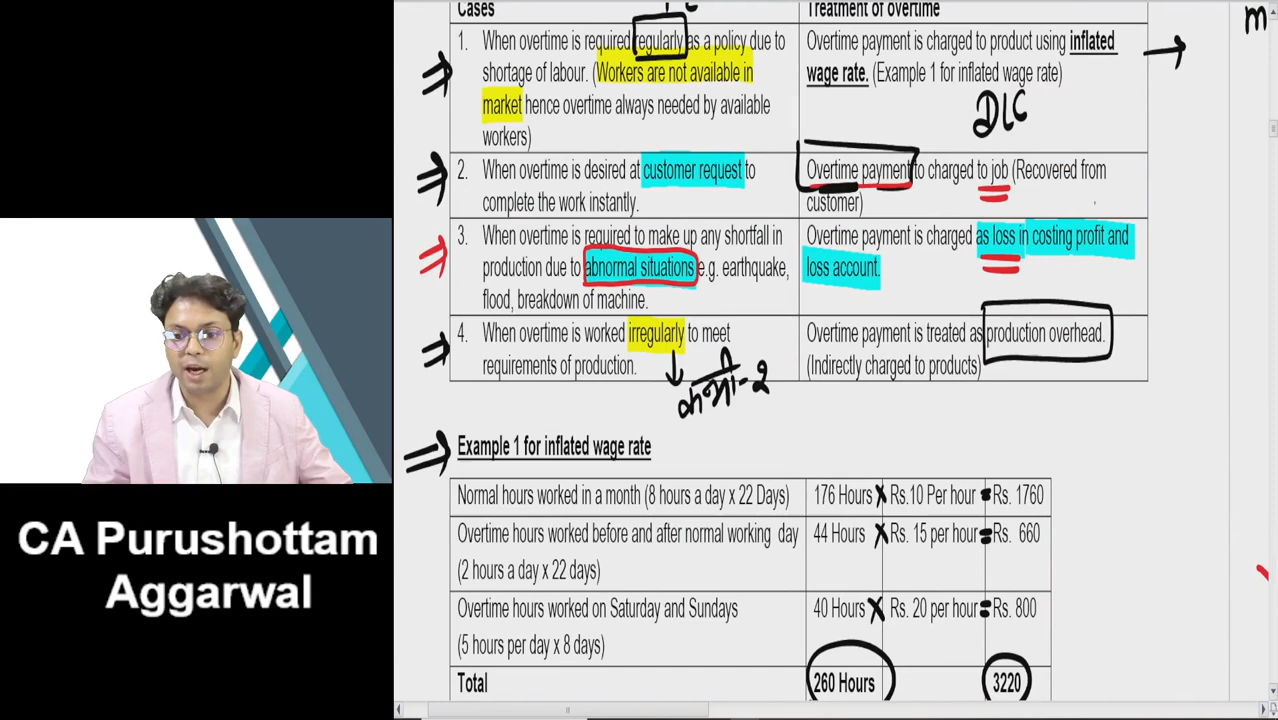 Cases
Treatment of overtime
m
1. When overtime is required regularly as a policy due to
shortage of labour. (Workers are not available in
market hence overtime always needed by available
workers)
Overtime payment is charged to product using inflated
wage rate. (Example 1 for inflated wage rate)
DLC
2. When overtime is desired at customer request to
complete the work instantly.
Overtime payment to charged to job (Recovered from
customer)
3. When overtime is required to make up any shortfall in
production due to abnormal situations e.g. earthquake,
flood, breakdown of machine.
Overtime payment is charged as loss in costing profit and
loss account.
4. When overtime is worked irregularly to meet
requirements of production.
Overtime payment is treated as production overhead.
(Indirectly charged to products)
Example 1 for inflated wage rate
Normal hours worked in a month (8 hours a day x 22 Days) 176 Hours x Rs.10 Per hour = Rs. 1760
Overtime hours worked before and after normal working day 44 Hours x Rs. 15 per hour = Rs. 660
(2 hours a day x 22 days)
Overtime hours worked on Saturday and Sundays 40 Hours x Rs. 20 per hour = Rs. 800
(5 hours per day x 8 days)
Total 260 Hours 3220
CA Purushottam
Aggarwal